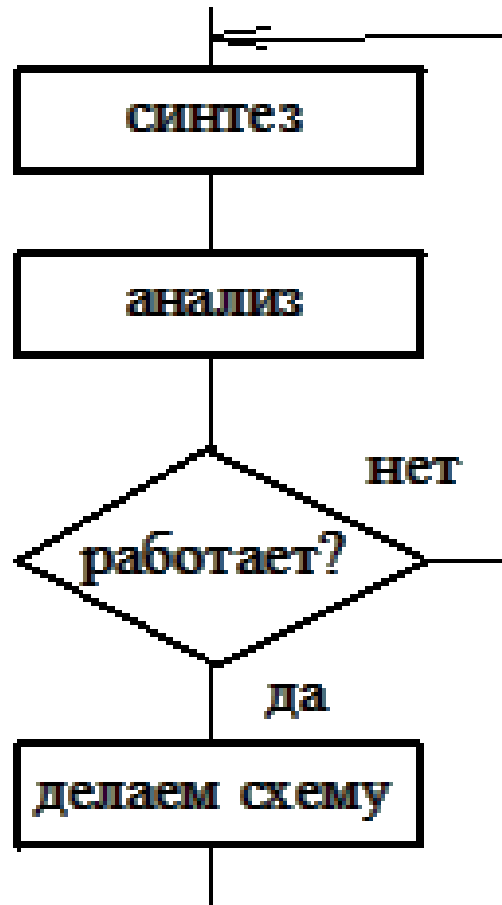 синтез
анализ
нет
работает?
да
делаем схему